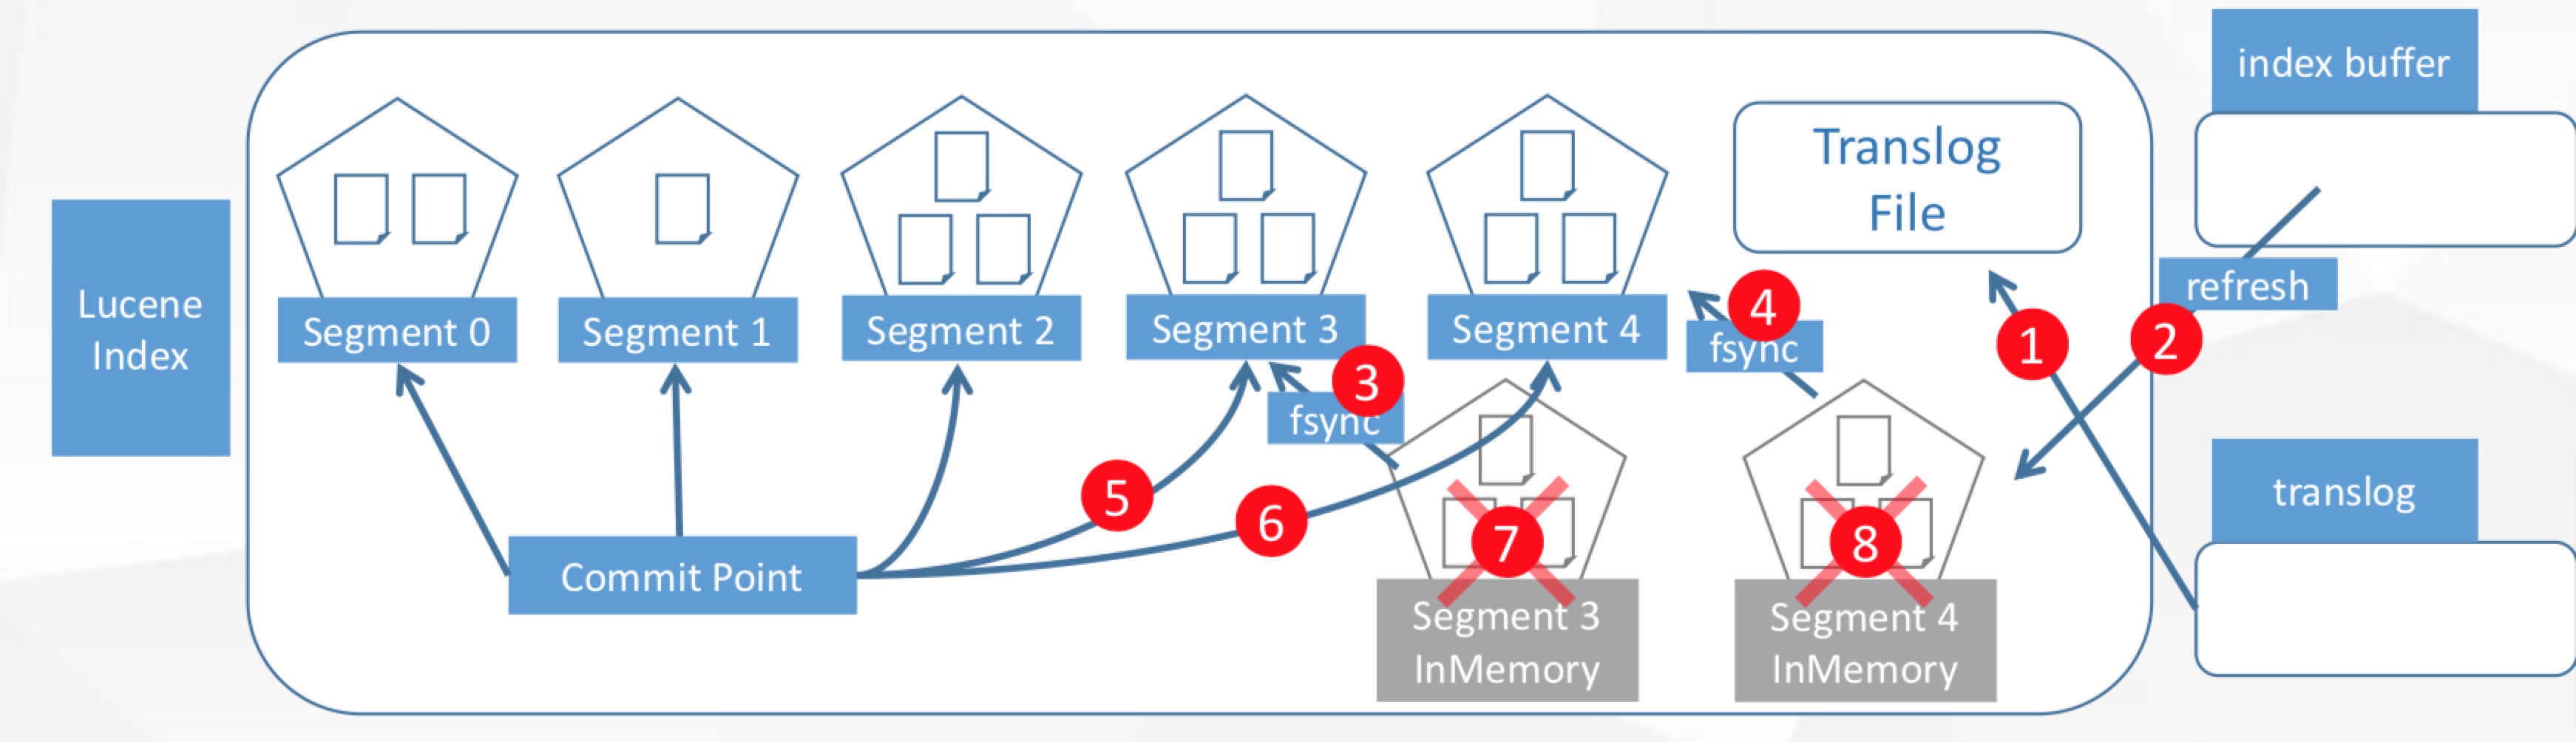 index buffer
Translog
File
Lucene
Index
Segment 0
Segment 1
Segment 2
Segment 3
Segment 4
refresh
4
fsync
1
2
3
fsync
5
6
7
8
translog
Commit Point
Segment 3
InMemory
Segment 4
InMemory